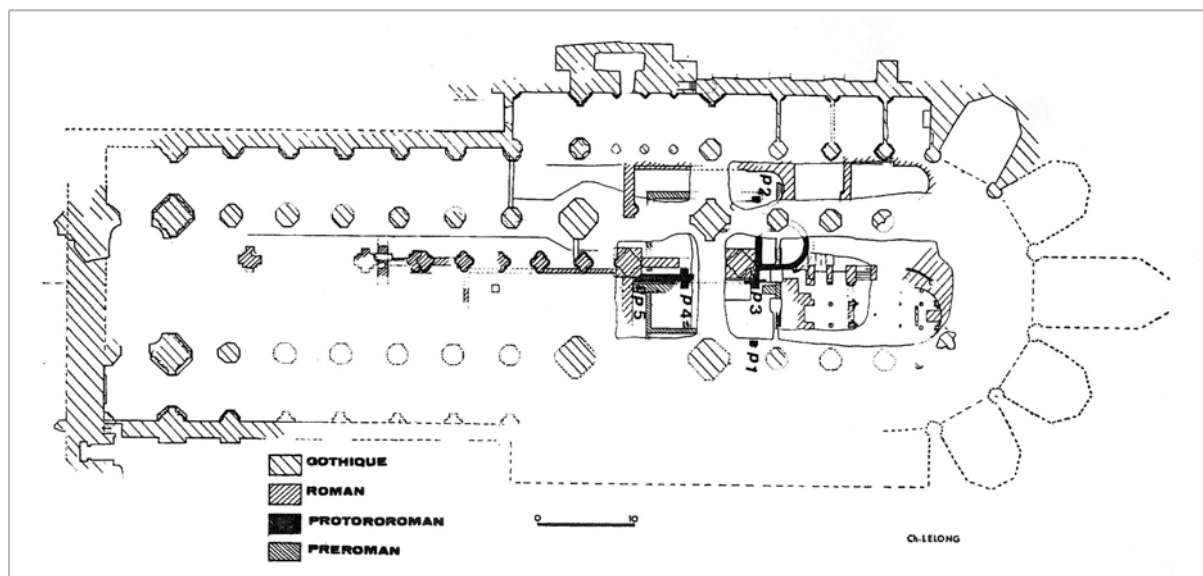 p2
p5
p4
p3
p1
GOTHIQUE
ROMAN
PROTOROROMAN
PREROMAN
0 10
Ch-LELONG